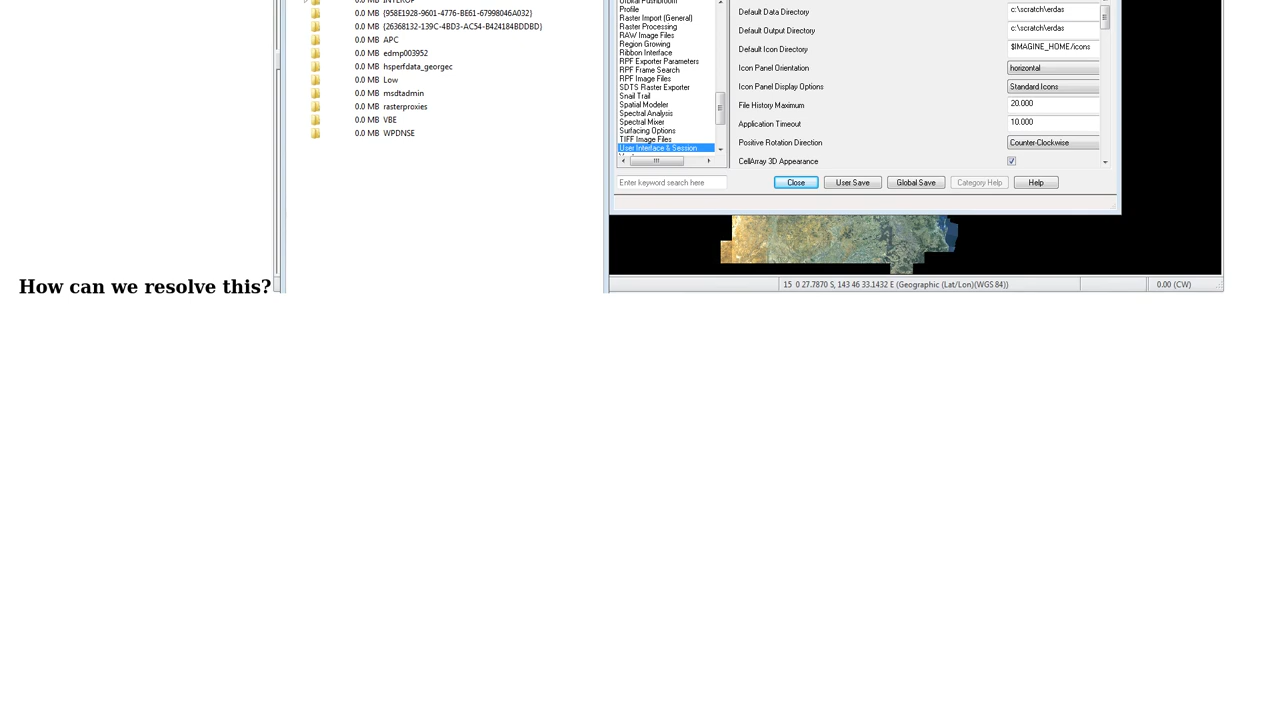 INTEROP
0.0 MB {958E1928-9601-4776-BE61-67998046A032}
0.0 MB {26368132-139C-4BD3-AC54-B424184BDDBD}
0.0 MB APC
0.0 MB edmp003952
0.0 MB hsperfdata_georgec
0.0 MB Low
0.0 MB msdtadmin
0.0 MB rasterproxies
0.0 MB VBE
0.0 MB WPDNSE
How can we resolve this?
Orbital Pushbroom
Profile
Raster Import (General)
Raster Processing
RAW Image Files
Region Growing
Ribbon Interface
RPF Exporter Parameters
RPF Frame Search
RPF Image Files
SDTS Raster Exporter
Snail Trail
Spatial Modeler
Spectral Analysis
Spectral Mixer
Surfacing Options
TIFF Image Files
User Interface & Session
Default Data Directory c:\scratch\erdas
Default Output Directory c:\scratch\erdas
Default Icon Directory $IMAGINE_HOME/icons
Icon Panel Orientation horizontal
Icon Panel Display Options Standard Icons
File History Maximum 20.000
Application Timeout 10.000
Positive Rotation Direction Counter-Clockwise
CellArray 3D Appearance
Enter keyword search here
Close User Save Global Save Category Help Help
15 0 27.7870 S, 143 46 33.1432 E (Geographic (Lat/Lon)(WGS 84)) 0.00 (CW)